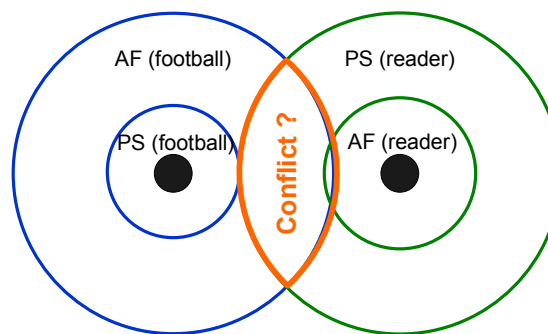 AF (football)
PS (reader)
PS (football)
Conflict ?
AF (reader)